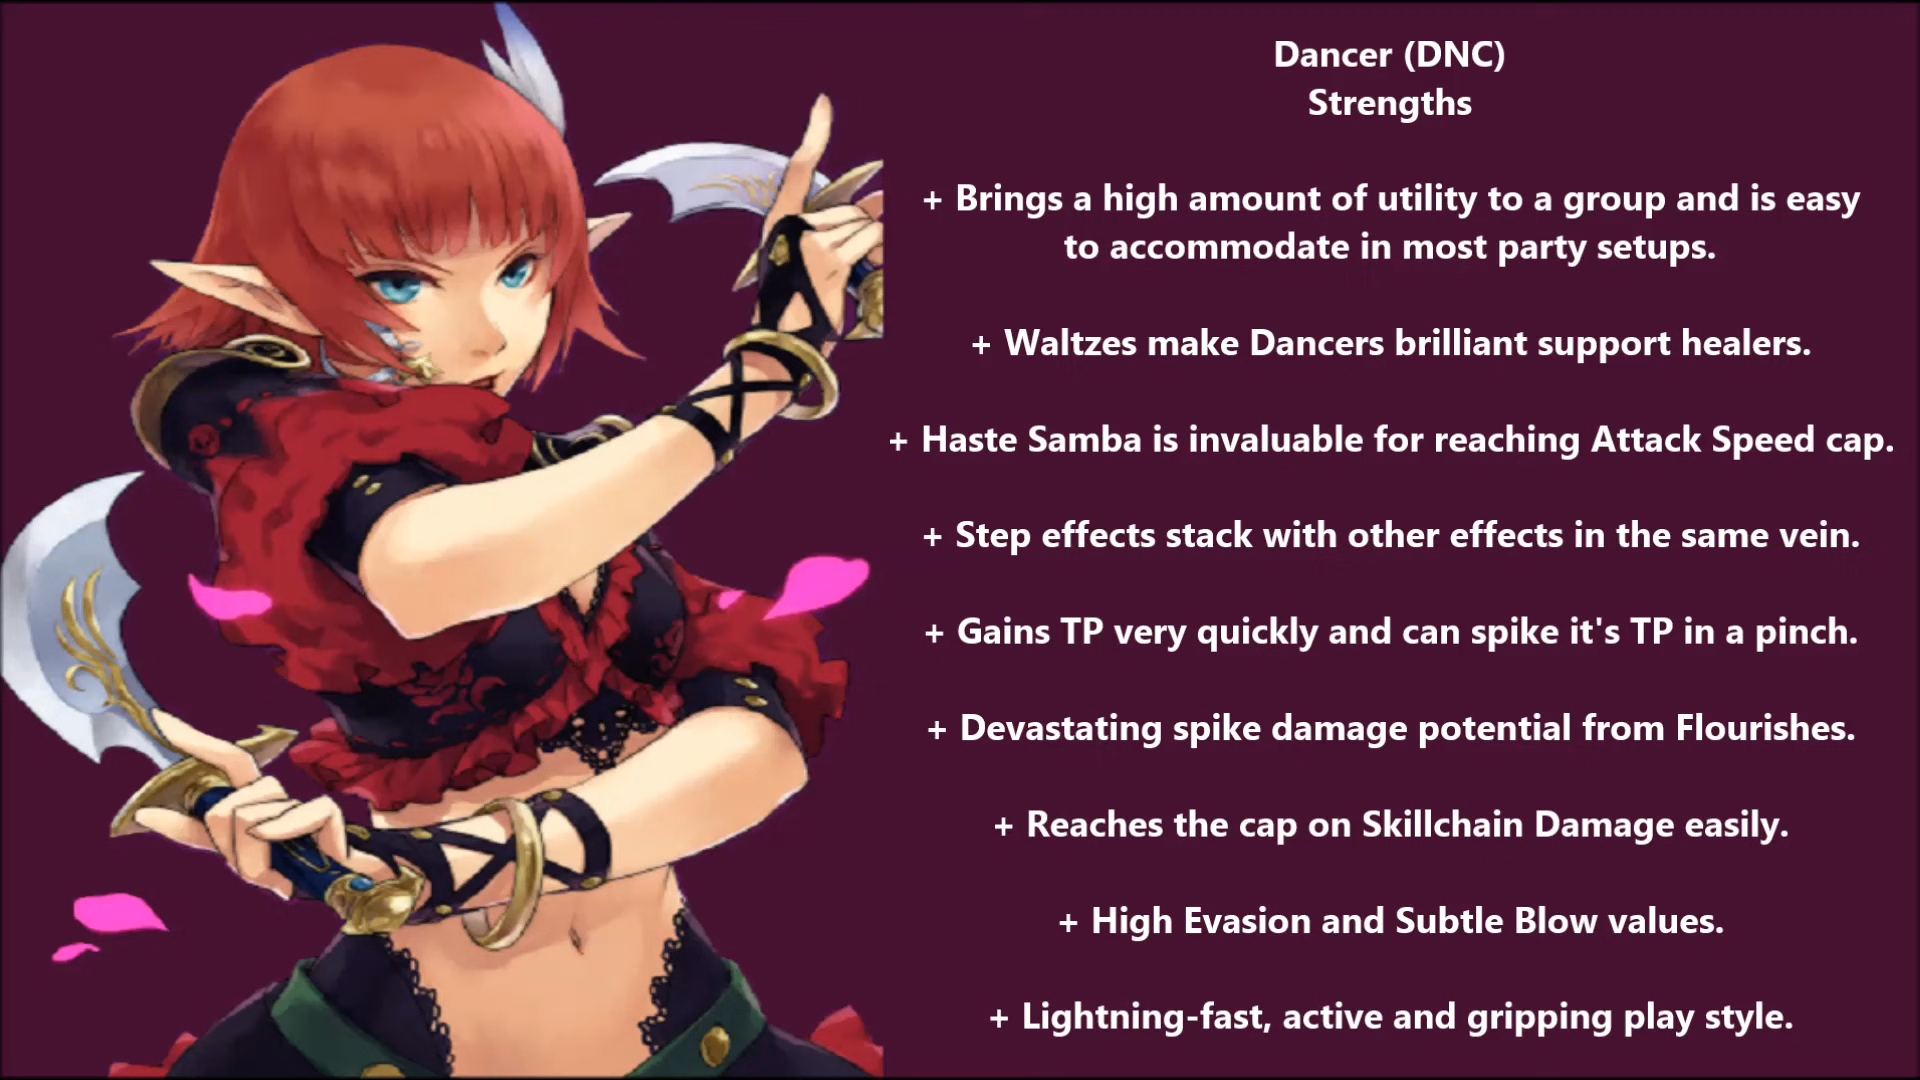 Dancer (DNC)
Strengths
+ Brings a high amount of utility to a group and is easy
to accommodate in most party setups.
+ Waltzes make Dancers brilliant support healers.
+ Haste Samba is invaluable for reaching Attack Speed cap.
+ Step effects stack with other effects in the same vein.
+ Gains TP very quickly and can spike it's TP in a pinch.
+ Devastating spike damage potential from Flourishes.
+ Reaches the cap on Skillchain Damage easily.
+ High Evasion and Subtle Blow values.
+ Lightning-fast, active and gripping play style.